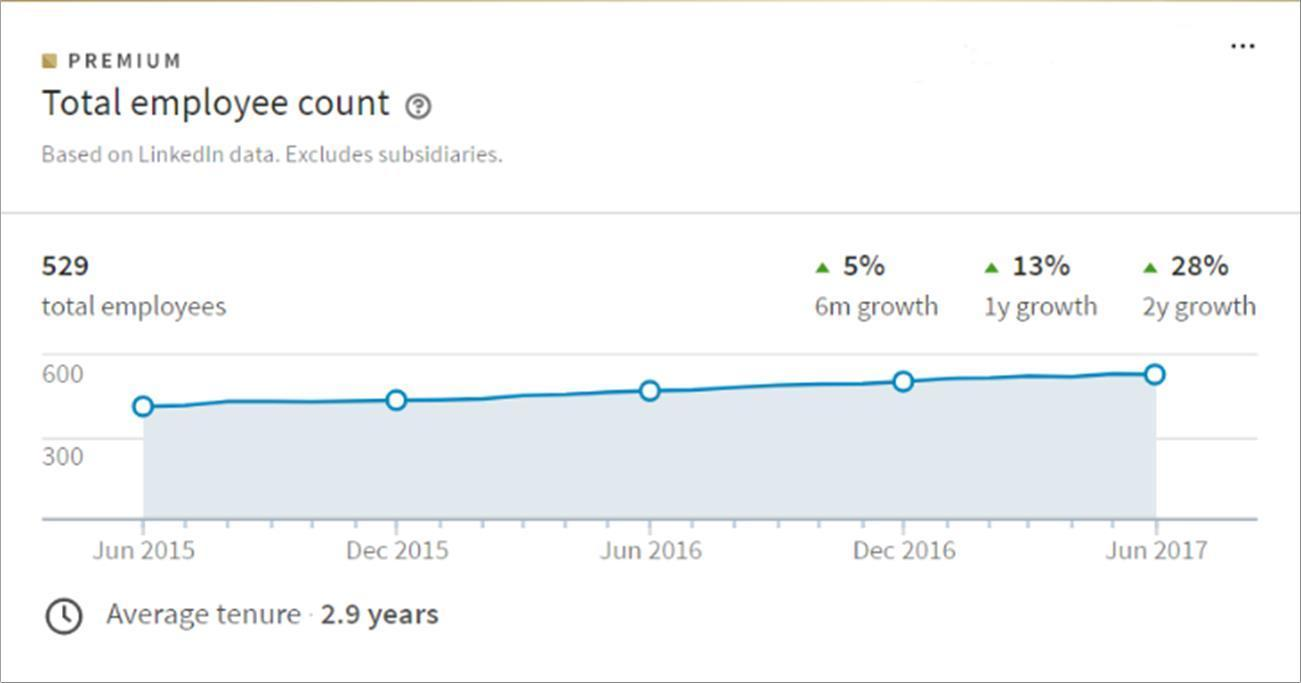 PREMIUM
...
Total employee count ?
Based on LinkedIn data. Excludes subsidiaries.
529
total employees
▲ 5%
6m growth
▲ 13%
1y growth
▲ 28%
2y growth
600
300
Jun 2015 Dec 2015 Jun 2016 Dec 2016 Jun 2017
Average tenure · 2.9 years